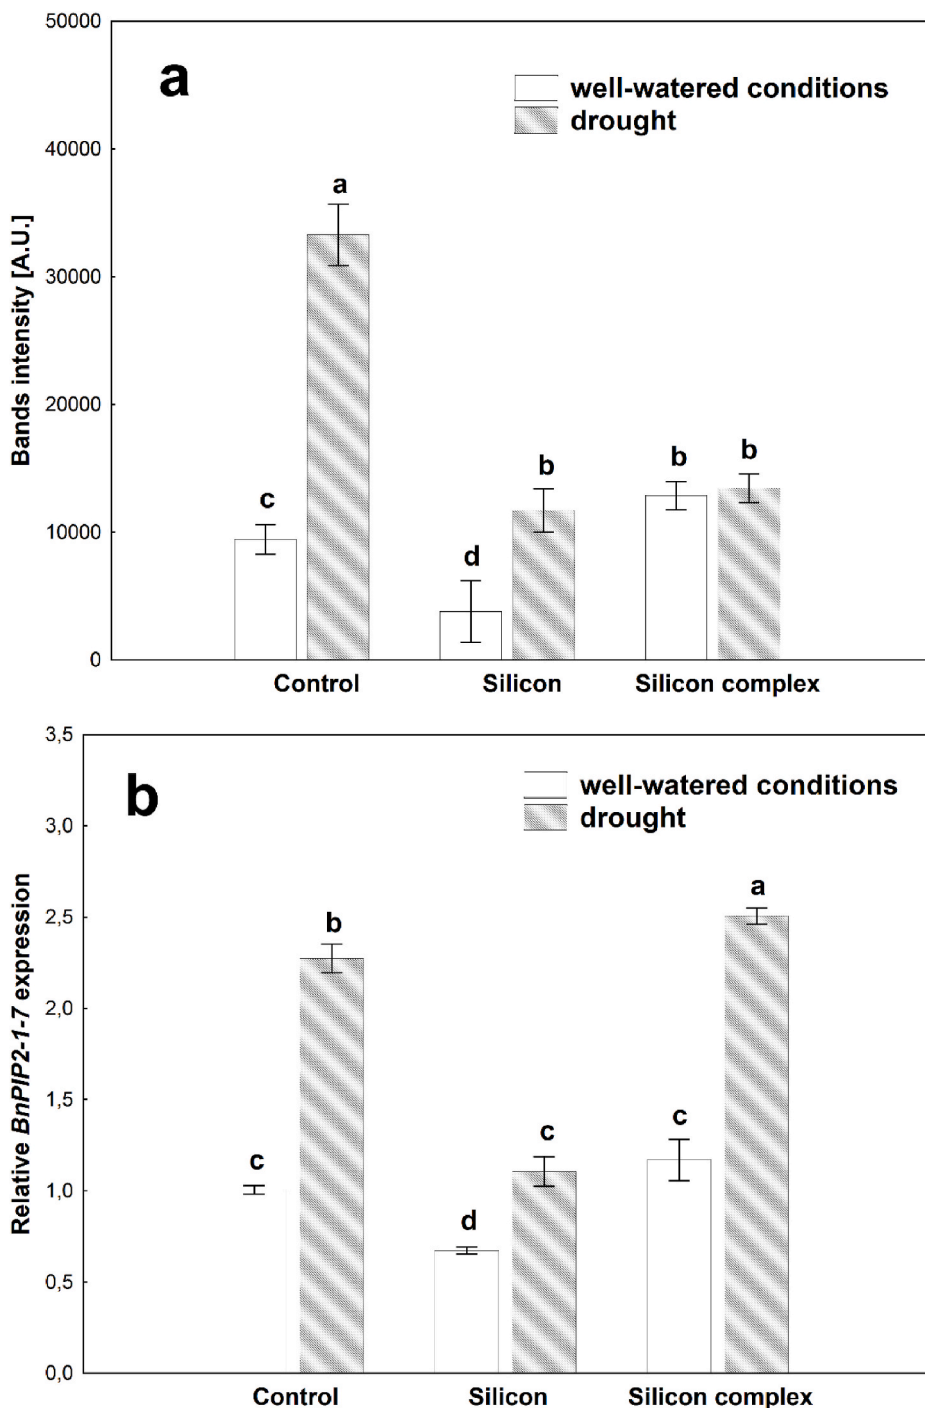 50000
a
well-watered conditions
drought
40000
a
30000
Bands intensity [A.U.]
20000
b
b
b
c
10000
d
0
Control
Silicon
Silicon complex
3,5
b
well-watered conditions
drought
3,0
a
2,5
b
2,0
Relative BnPIP2-1-7 expression
1,5
c
c
c
1,0
d
0,5
0,0
Control
Silicon
Silicon complex